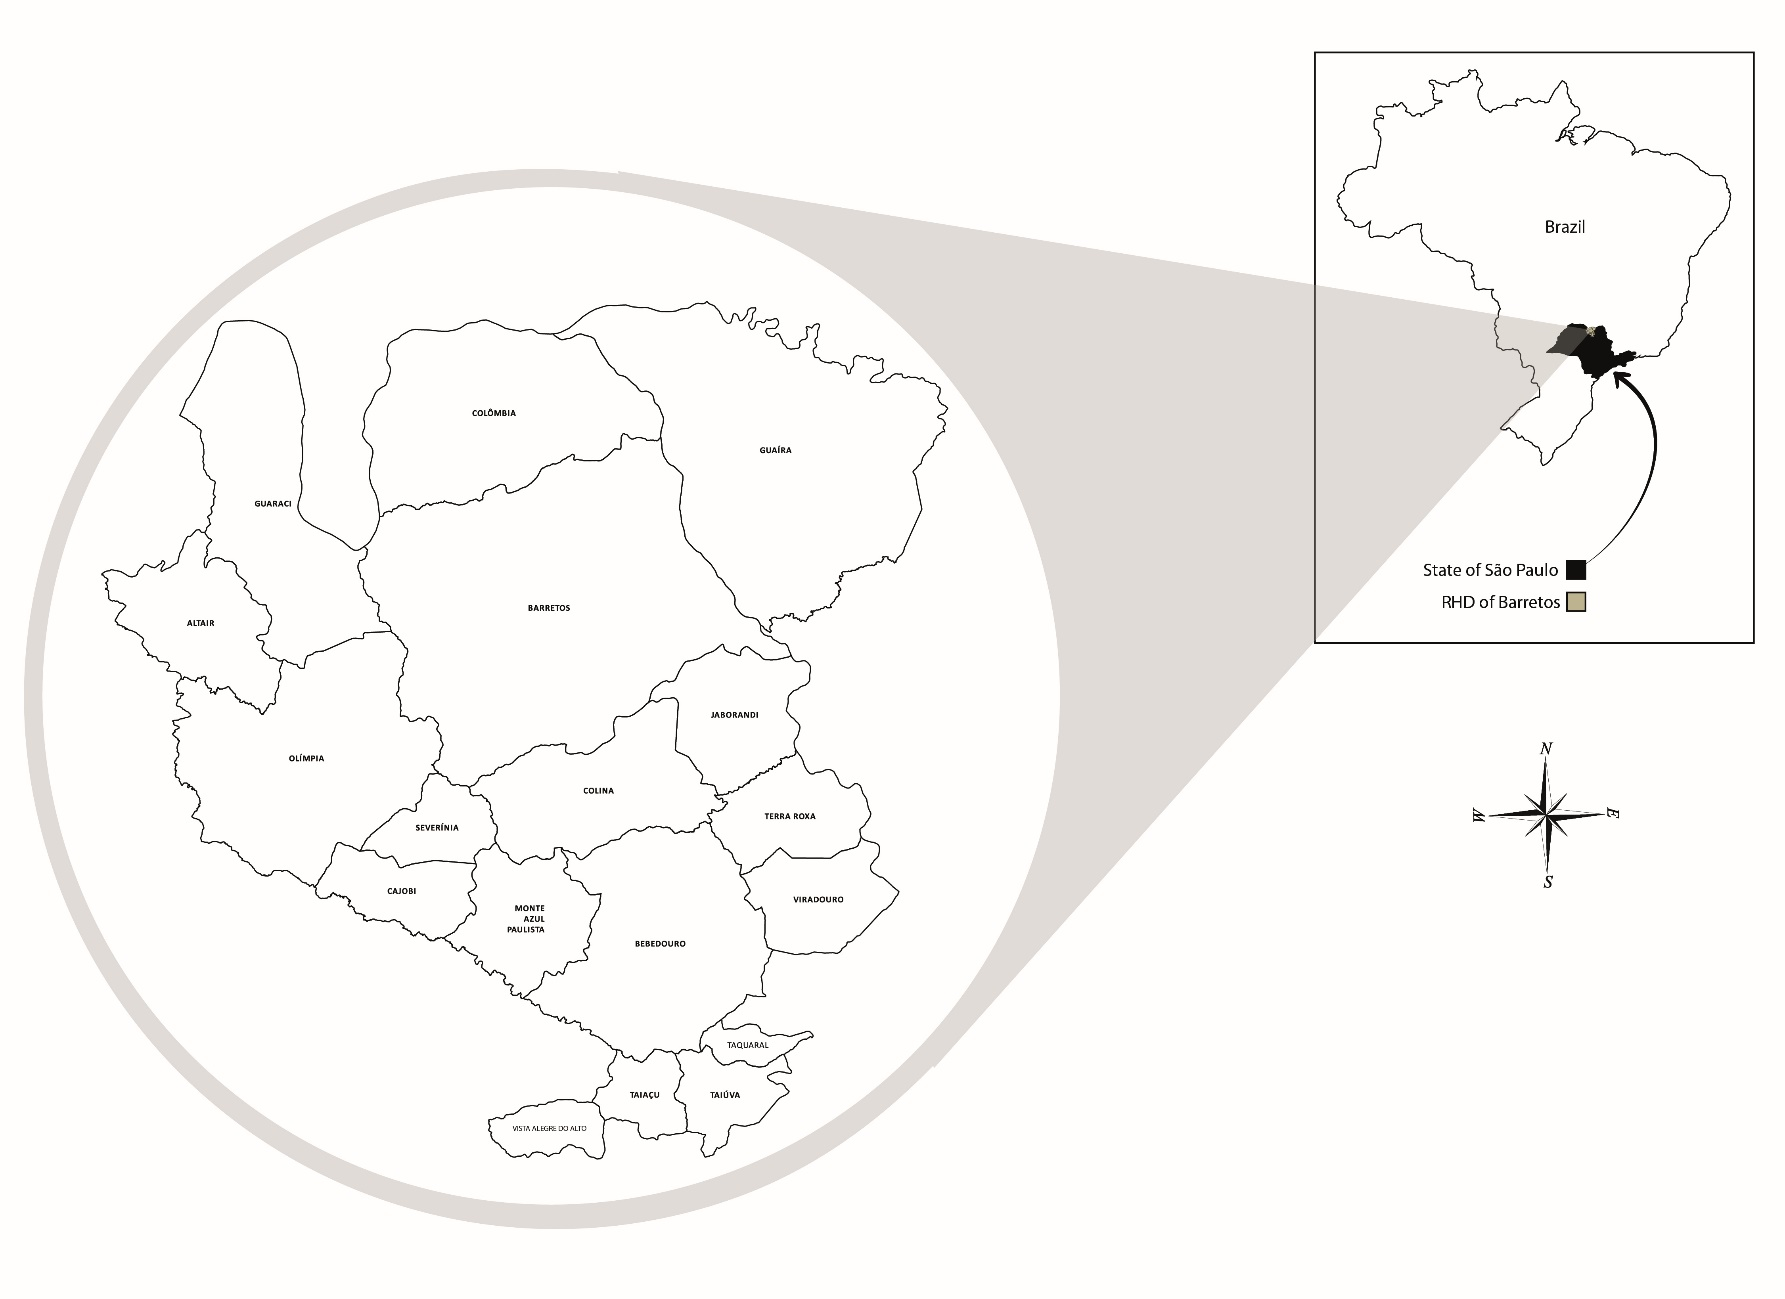 Brazil
State of São Paulo
RHD of Barretos
COLÔMBIA
GUAÍRA
GUARACI
BARRETOS
ALTAIR
JABORANDI
OLÍMPIA
COLINA
TERRA ROXA
SEVERÍNIA
CAJOBI
VIRADOURO
MONTE
AZUL
PAULISTA
BEBEDOURO
TAQUARAL
TAIAÇU
TAIÚVA
VISTA ALEGRE DO ALTO
N
W
E
S